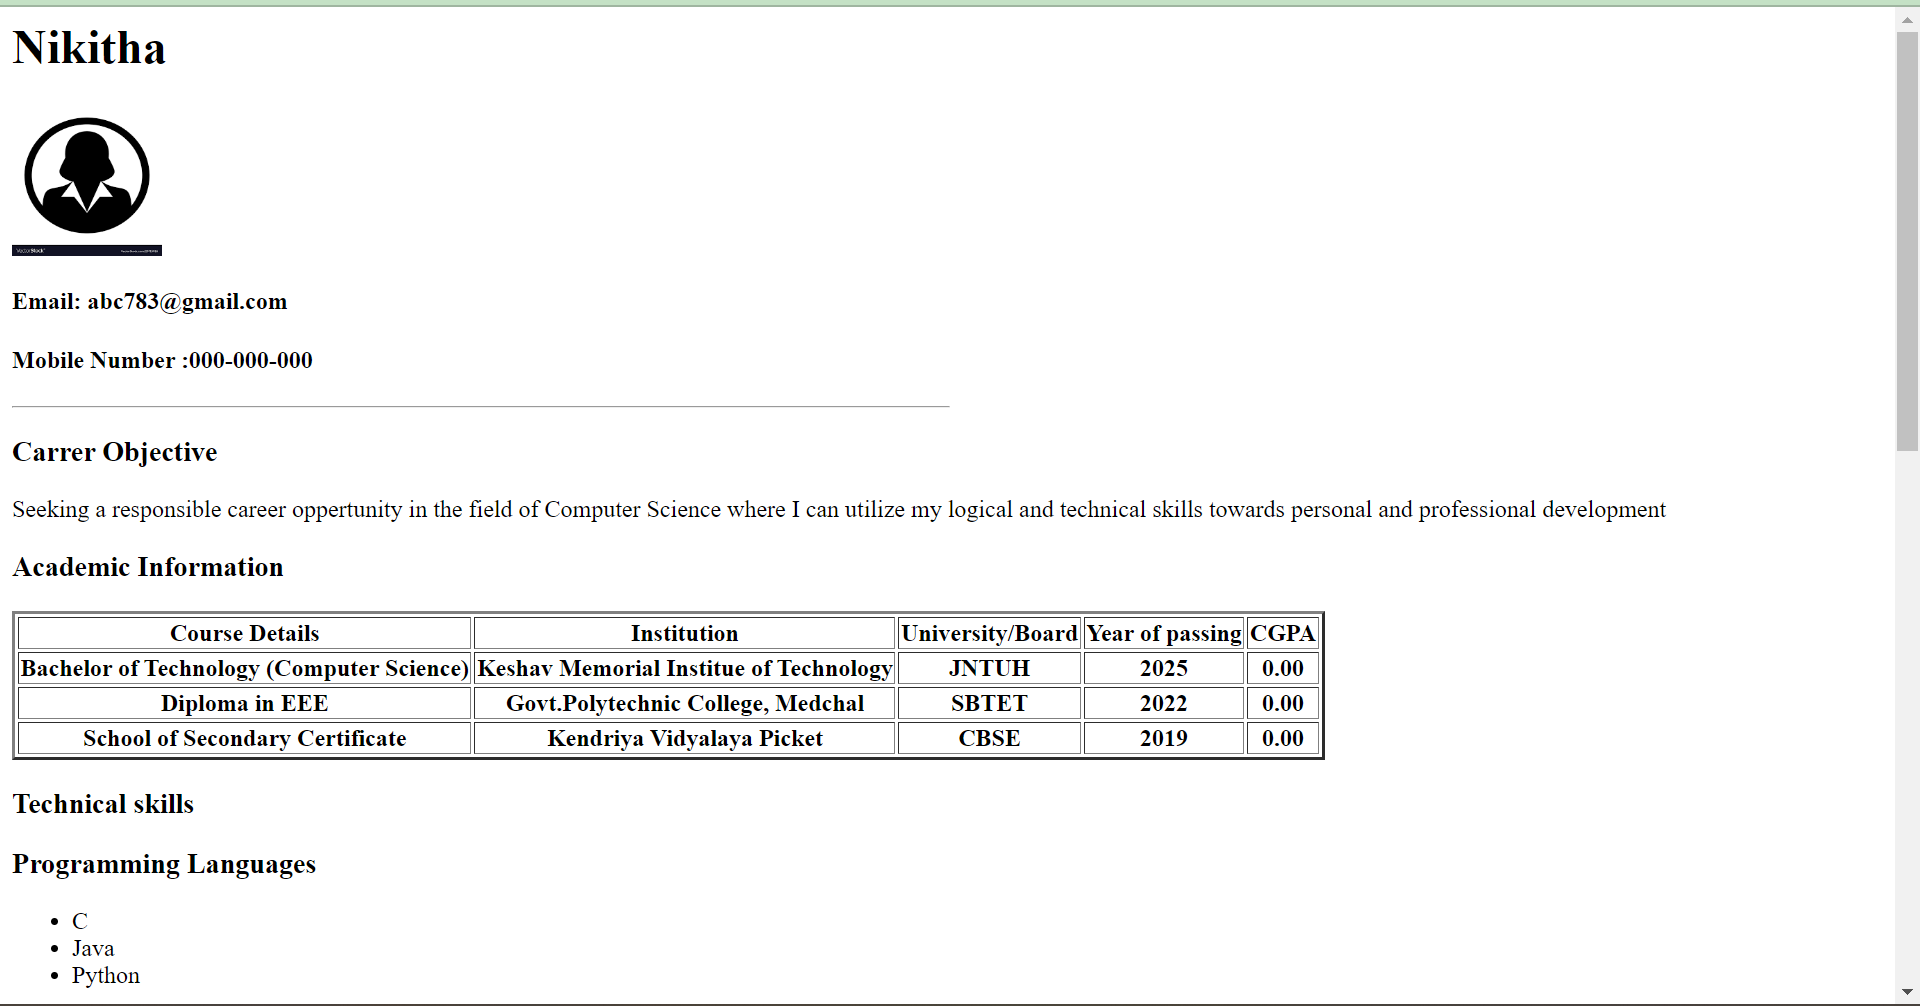 Nikitha
VectorStock
Email: abc783@gmail.com
Mobile Number :000-000-000
Carrer Objective
Seeking a responsible career oppertunity in the field of Computer Science where I can utilize my logical and technical skills towards personal and professional development
Academic Information
Course Details Institution University/Board Year of passing CGPA
Bachelor of Technology (Computer Science) Keshav Memorial Institue of Technology JNTUH 2025 0.00
Diploma in EEE Govt.Polytechnic College, Medchal SBTET 2022 0.00
School of Secondary Certificate Kendriya Vidyalaya Picket CBSE 2019 0.00
Technical skills
Programming Languages
• C
• Java
• Python